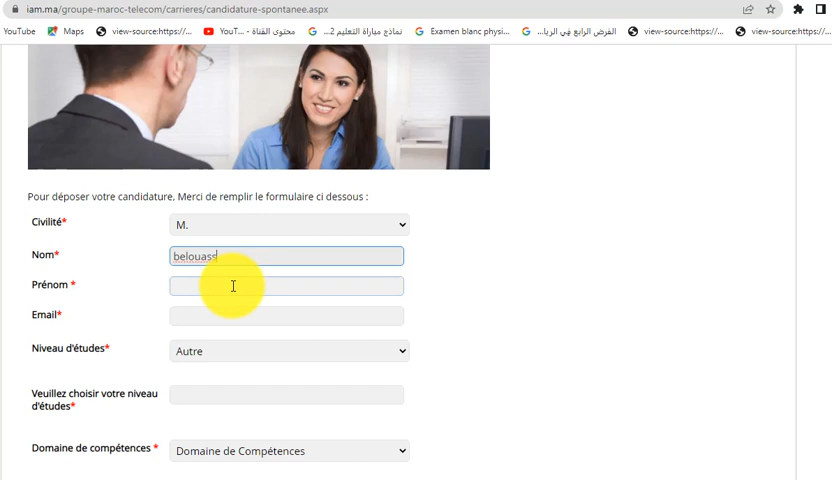 iam.ma/groupe-maroc-telecom/carrieres/candidature-spontanee.aspx
YouTube Maps view-source:https://... محتوى القناة - YouT... نماذج مباراة التعليم 2... Examen blanc physi... الفرض الرابع في الريا... view-source:https://... view-source:https://...
Pour déposer votre candidature, Merci de remplir le formulaire ci dessous :
Civilité* M.
Nom* belouass
Prénom *
Email*
Niveau d'études* Autre
Veuillez choisir votre niveau
d'études*
Domaine de compétences * Domaine de Compétences